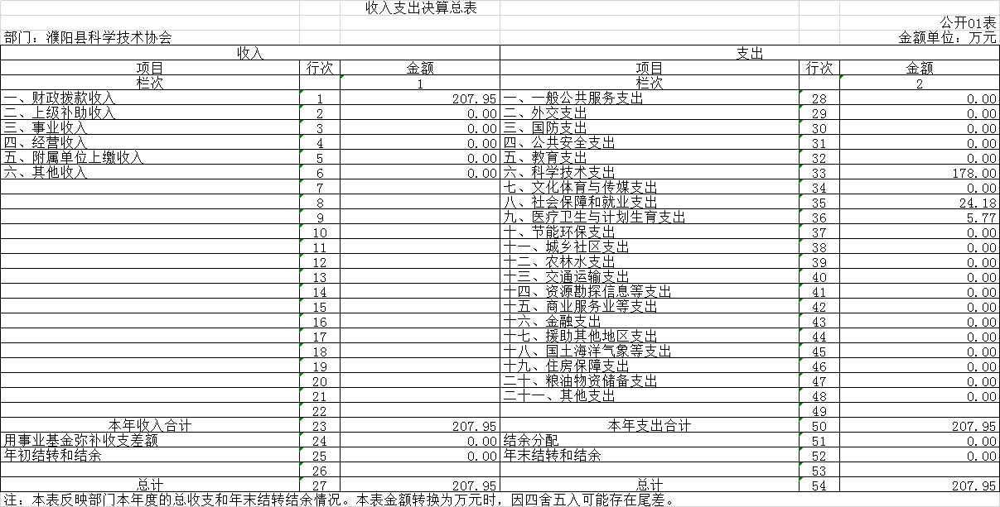 收入支出决算总表
公开01表
部门：濮阳县科学技术协会 金额单位：万元
收入 支出
项目 行次 金额 项目 行次 金额
栏次 1 栏次 2
一、财政拨款收入 1 207.95 一、一般公共服务支出 28 0.00
二、上级补助收入 2 0.00 二、外交支出 29 0.00
三、事业收入 3 0.00 三、国防支出 30 0.00
四、经营收入 4 0.00 四、公共安全支出 31 0.00
五、附属单位上缴收入 5 0.00 五、教育支出 32 0.00
六、其他收入 6 0.00 六、科学技术支出 33 178.00
7 七、文化体育与传媒支出 34 0.00
8 八、社会保障和就业支出 35 24.18
9 九、医疗卫生与计划生育支出 36 5.77
10 十、节能环保支出 37 0.00
11 十一、城乡社区支出 38 0.00
12 十二、农林水支出 39 0.00
13 十三、交通运输支出 40 0.00
14 十四、资源勘探信息等支出 41 0.00
15 十五、商业服务业等支出 42 0.00
16 十六、金融支出 43 0.00
17 十七、援助其他地区支出 44 0.00
18 十八、国土海洋气象等支出 45 0.00
19 十九、住房保障支出 46 0.00
20 二十、粮油物资储备支出 47 0.00
21 二十一、其他支出 48 0.00
22 49
本年收入合计 23 207.95 本年支出合计 50 207.95
用事业基金弥补收支差额 24 0.00 结余分配 51 0.00
年初结转和结余 25 0.00 年末结转和结余 52 0.00
26 53
总计 27 207.95 总计 54 207.95
注：本表反映部门本年度的总收支和年末结转结余情况。本表金额转换为万元时，因四舍五入可能存在尾差。